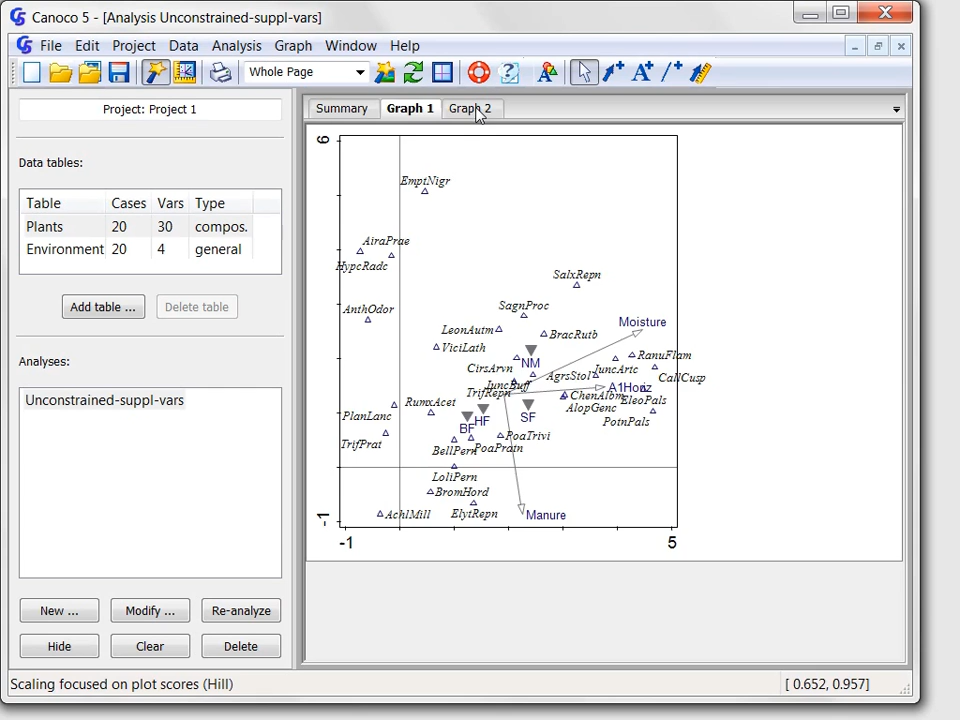 Canoco 5 - [Analysis Unconstrained-suppl-vars]
File Edit Project Data Analysis Graph Window Help
Whole Page
Project: Project 1
Summary Graph 1 Graph 2
Data tables:
Table Cases Vars Type
Plants 20 30 compos.
Environment 20 4 general
Add table ... Delete table
Analyses:
Unconstrained-suppl-vars
New ... Modify ... Re-analyze
Hide Clear Delete
6
EmptNigr
AiraPrae
HypcRadc
SalxRepn
AnthOdor
SagnProc
Moisture
LeonAutm
BracRutb
ViciLath
NM
RanuFlam
CirsArvn
JuncArtc
AgrsStol
CallCusp
JuncBuff
A1Horiz
TrifRepn
ChenAlbm
EleoPals
RumxAcet
AlopGenc
PlanLanc
HF
SF
PotnPals
BF
PoaTrivi
TrifPrat
BellPern
PoaPratn
LoliPern
BromHord
ElytRepn
AchlMill
Manure
-1
-1
5
Scaling focused on plot scores (Hill) [ 0.652, 0.957]